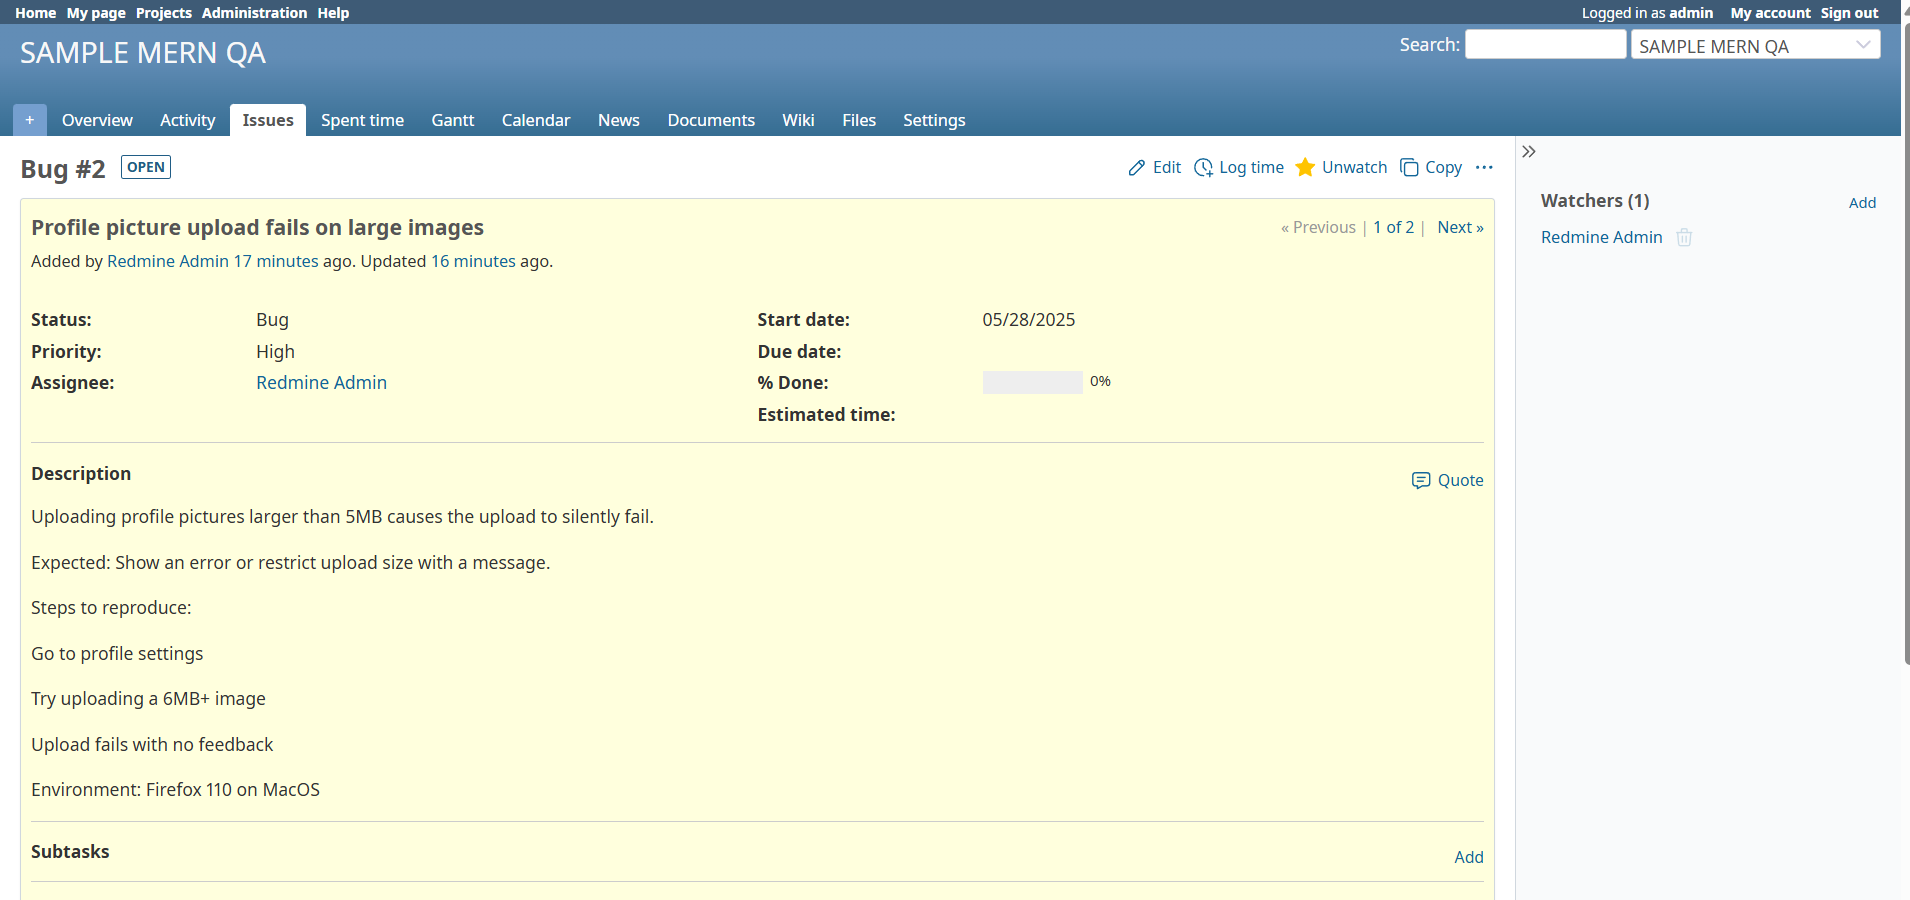 Home My page Projects Administration Help Logged in as admin My account Sign out
SAMPLE MERN QA Search: SAMPLE MERN QA
+ Overview Activity Issues Spent time Gantt Calendar News Documents Wiki Files Settings
Bug #2 OPEN Edit Log time Unwatch Copy ...
»
Watchers (1) Add
Redmine Admin
Profile picture upload fails on large images « Previous | 1 of 2 | Next »
Added by Redmine Admin 17 minutes ago. Updated 16 minutes ago.
Status: Bug Start date: 05/28/2025
Priority: High Due date:
Assignee: Redmine Admin % Done: 0%
Estimated time:
Description Quote
Uploading profile pictures larger than 5MB causes the upload to silently fail.
Expected: Show an error or restrict upload size with a message.
Steps to reproduce:
Go to profile settings
Try uploading a 6MB+ image
Upload fails with no feedback
Environment: Firefox 110 on MacOS
Subtasks Add